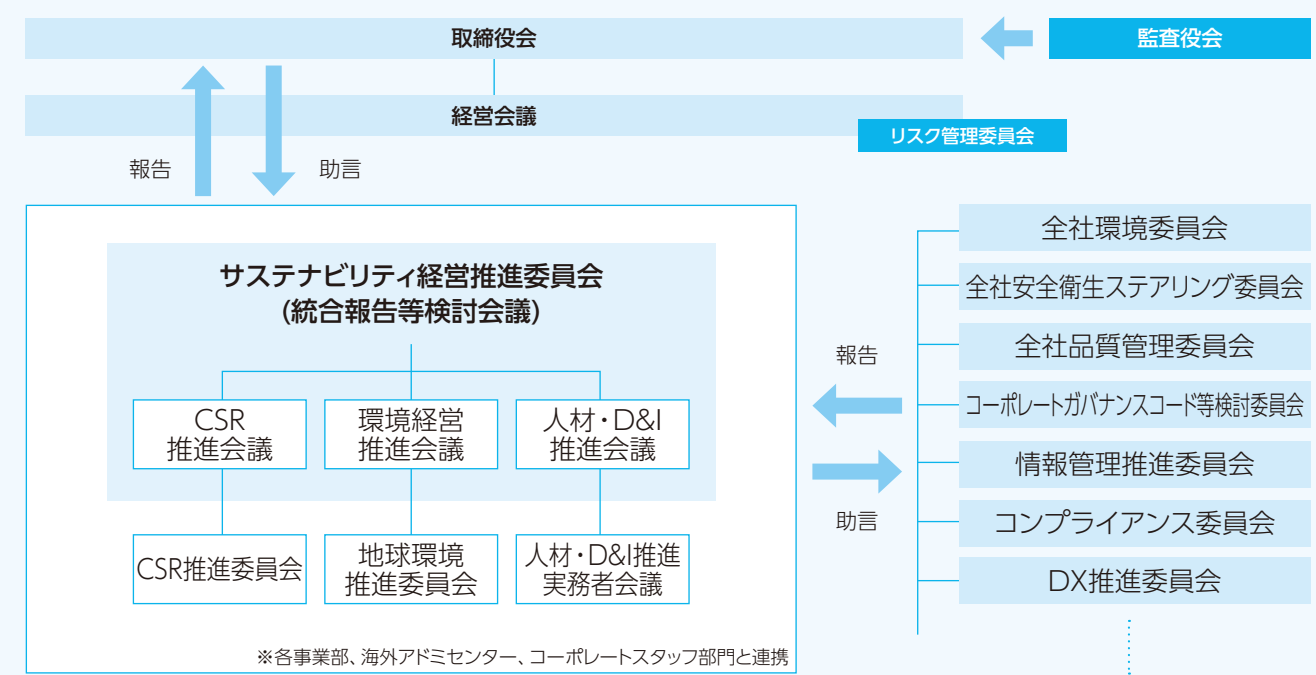 取締役会
監査役会
経営会議
リスク管理委員会
報告
助言
サステナビリティ経営推進委員会
(統合報告等検討会議)
CSR
推進会議
環境経営
推進会議
人材・D&I
推進会議
CSR推進委員会
地球環境
推進委員会
人材・D&I推進
実務者会議
※各事業部、海外アドミセンター、コーポレートスタッフ部門と連携
報告
助言
全社環境委員会
全社安全衛生ステアリング委員会
全社品質管理委員会
コーポレートガバナンスコード等検討委員会
情報管理推進委員会
コンプライアンス委員会
DX推進委員会